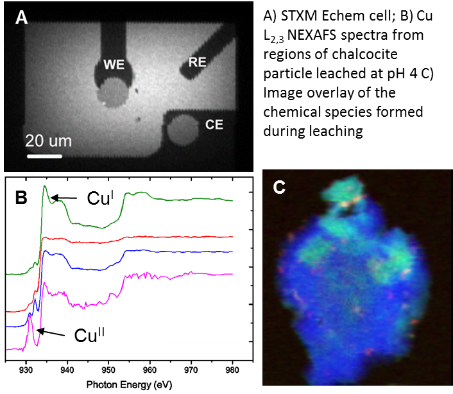 A
WE
RE
CE
20 um
A) STXM Echem cell; B) Cu
L2,3 NEXAFS spectra from
regions of chalcocite
particle leached at pH 4 C)
Image overlay of the
chemical species formed
during leaching
B
CuI
CuII
930 940 950 960 970 980
Photon Energy (eV)
C